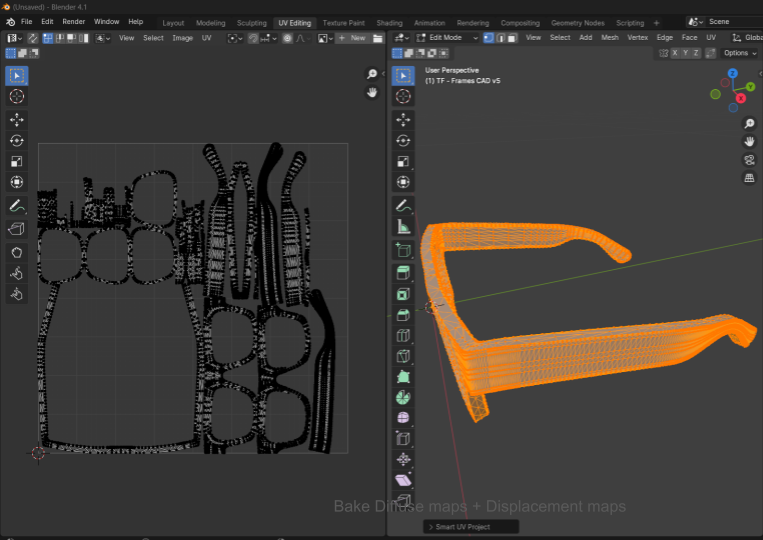 (Unsaved) - Blender 4.1
File Edit Render Window Help Layout Modeling Sculpting UV Editing Texture Paint Shading Animation Rendering Compositing Geometry Nodes Scripting + Scene
View Select Image UV + New Edit Mode View Select Add Mesh Vertex Edge Face UV Globa
X Y Z Options
User Perspective
(1) TF - Frames CAD v5
Z
Y
X
Bake Diffuse maps + Displacement maps
> Smart UV Project